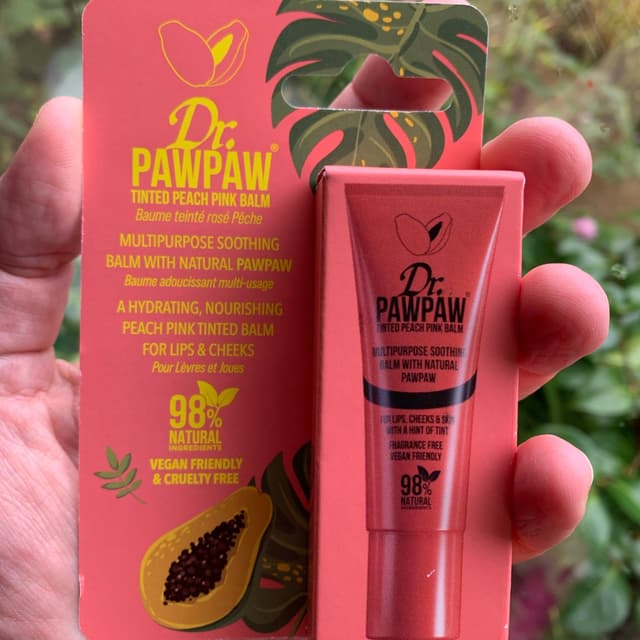 Dr.
PAWPAW®
TINTED PEACH PINK BALM
Baume teinté rosé Pêche
MULTIPURPOSE SOOTHING
BALM WITH NATURAL PAWPAW
Baume adoucissant multi-usage
A HYDRATING, NOURISHING
PEACH PINK TINTED BALM
FOR LIPS & CHEEKS
Pour Lèvres et Joues
98%
NATURAL
INGREDIENTS
VEGAN FRIENDLY
& CRUELTY FREE
Dr.
PAWPAW®
TINTED PEACH PINK BALM
MULTIPURPOSE SOOTHING
BALM WITH NATURAL
PAWPAW
FOR LIPS, CHEEKS & SKIN
WITH A HINT OF TINT
FRAGRANCE FREE
VEGAN FRIENDLY
98%
NATURAL
INGREDIENTS